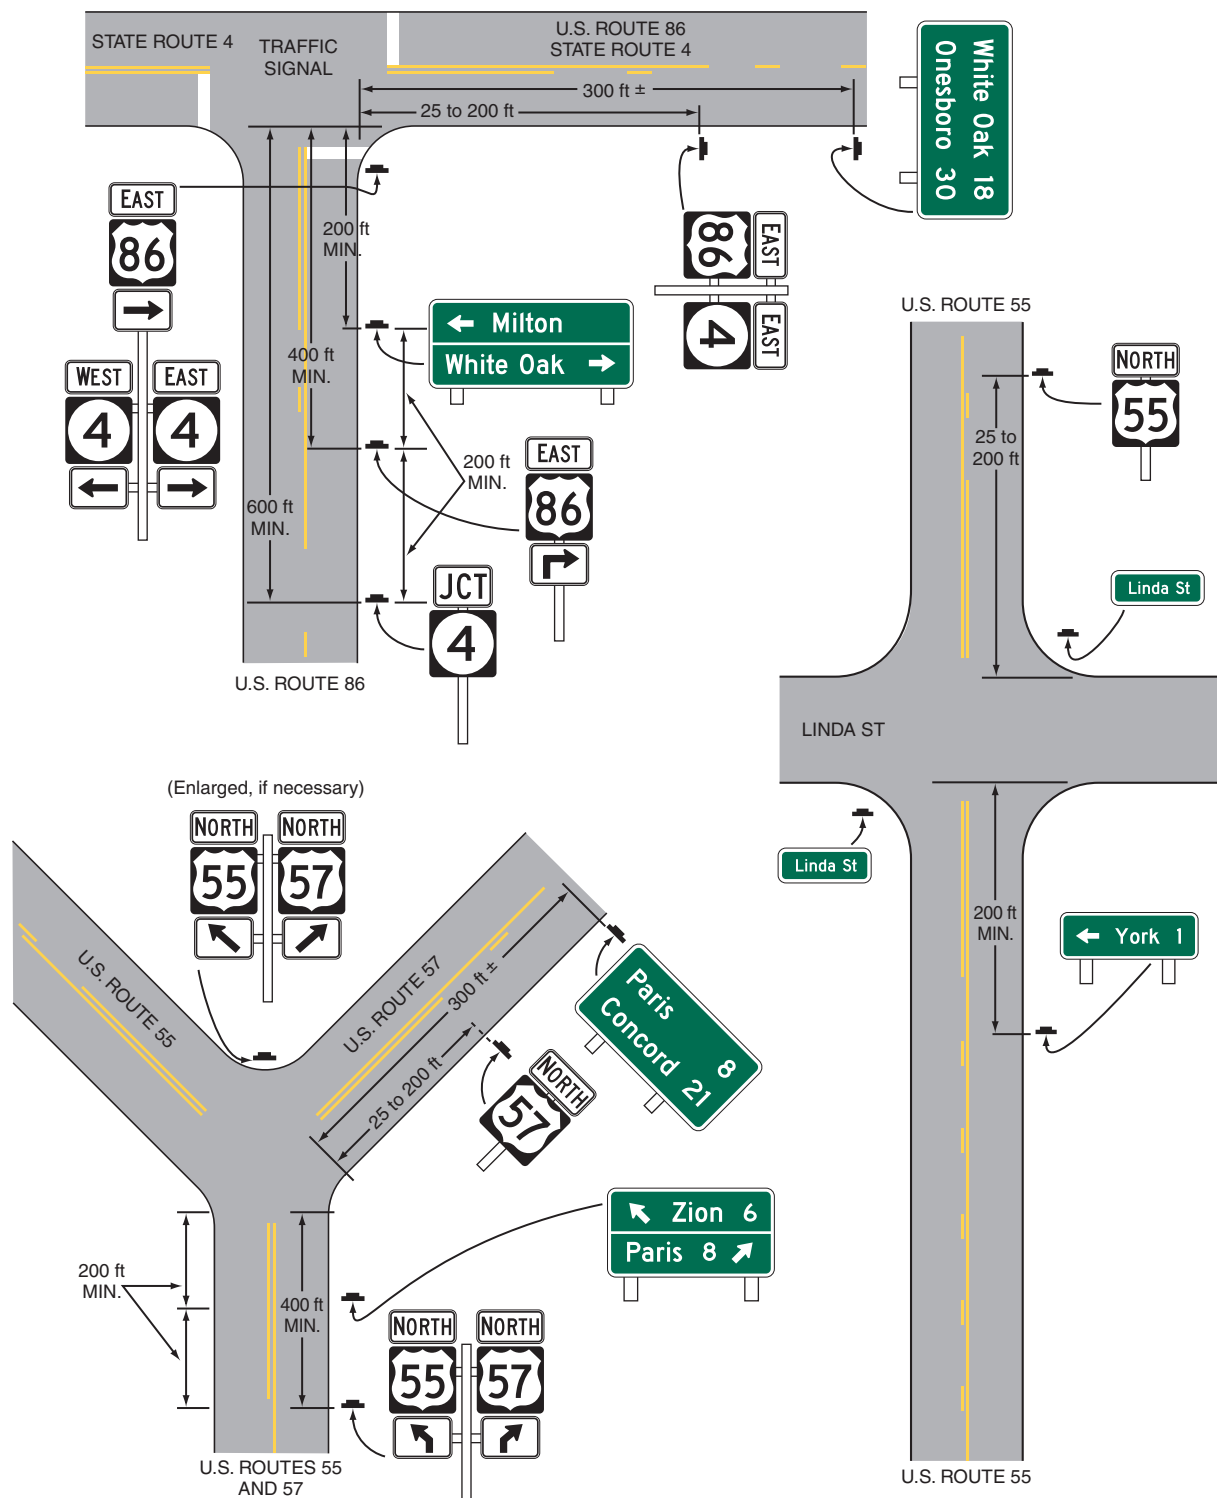 STATE ROUTE 4
TRAFFIC
SIGNAL
U.S. ROUTE 86
STATE ROUTE 4
300 ft ±
25 to 200 ft
White Oak 18
Onesboro 30
EAST
86
200 ft
MIN.
86
EAST
4
EAST
← Milton
White Oak →
400 ft
MIN.
WEST
EAST
4
4
200 ft
MIN.
EAST
86
600 ft
MIN.
JCT
4
U.S. ROUTE 86
U.S. ROUTE 55
NORTH
55
25 to
200 ft
Linda St
LINDA ST
Linda St
200 ft
MIN.
← York 1
U.S. ROUTE 55
(Enlarged, if necessary)
NORTH
NORTH
55
57
U.S. ROUTE 55
U.S. ROUTE 57
300 ft ±
25 to 200 ft
Paris 8
Concord 21
NORTH
57
↖ Zion 6
Paris 8 ↗
200 ft
MIN.
400 ft
MIN.
NORTH
NORTH
55
57
U.S. ROUTES 55
AND 57